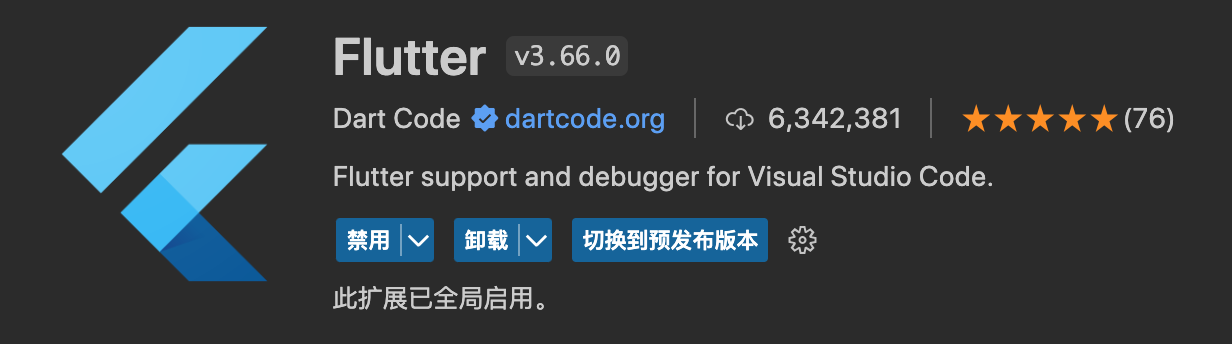 Flutter v3.66.0
Dart Code dartcode.org 6,342,381 (76)
Flutter support and debugger for Visual Studio Code.
禁用 卸载 切换到预发布版本
此扩展已全局启用。